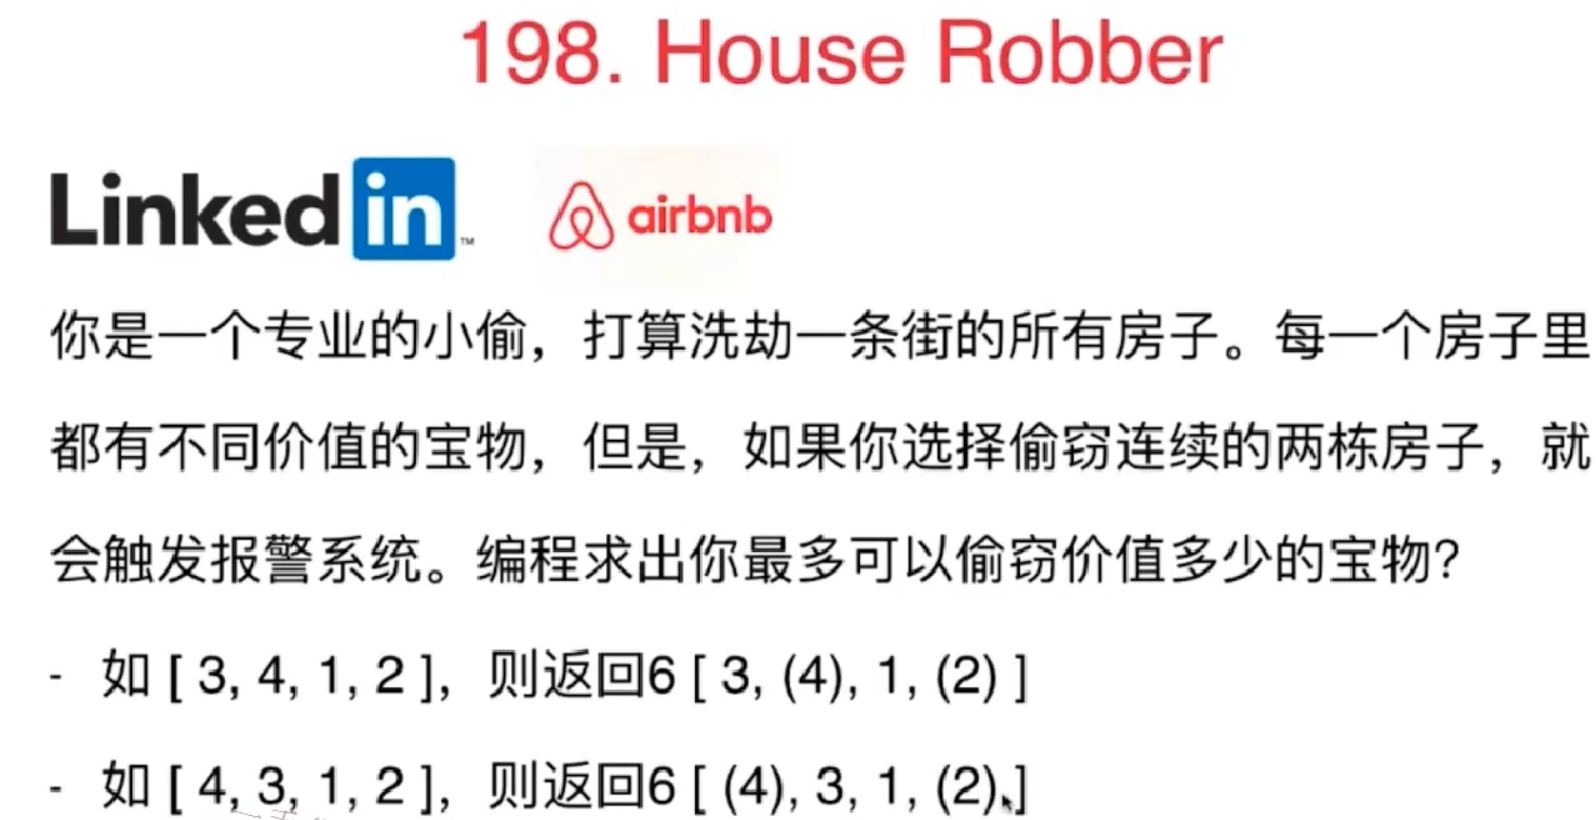 198. House Robber
Linked in ™ airbnb
你是一个专业的小偷，打算洗劫一条街的所有房子。每一个房子里
都有不同价值的宝物，但是，如果你选择偷窃连续的两栋房子，就
会触发报警系统。编程求出你最多可以偷窃价值多少的宝物？
- 如 [ 3, 4, 1, 2 ]，则返回6 [ 3, (4), 1, (2) ]
- 如 [ 4, 3, 1, 2 ]，则返回6 [ (4), 3, 1, (2) ]